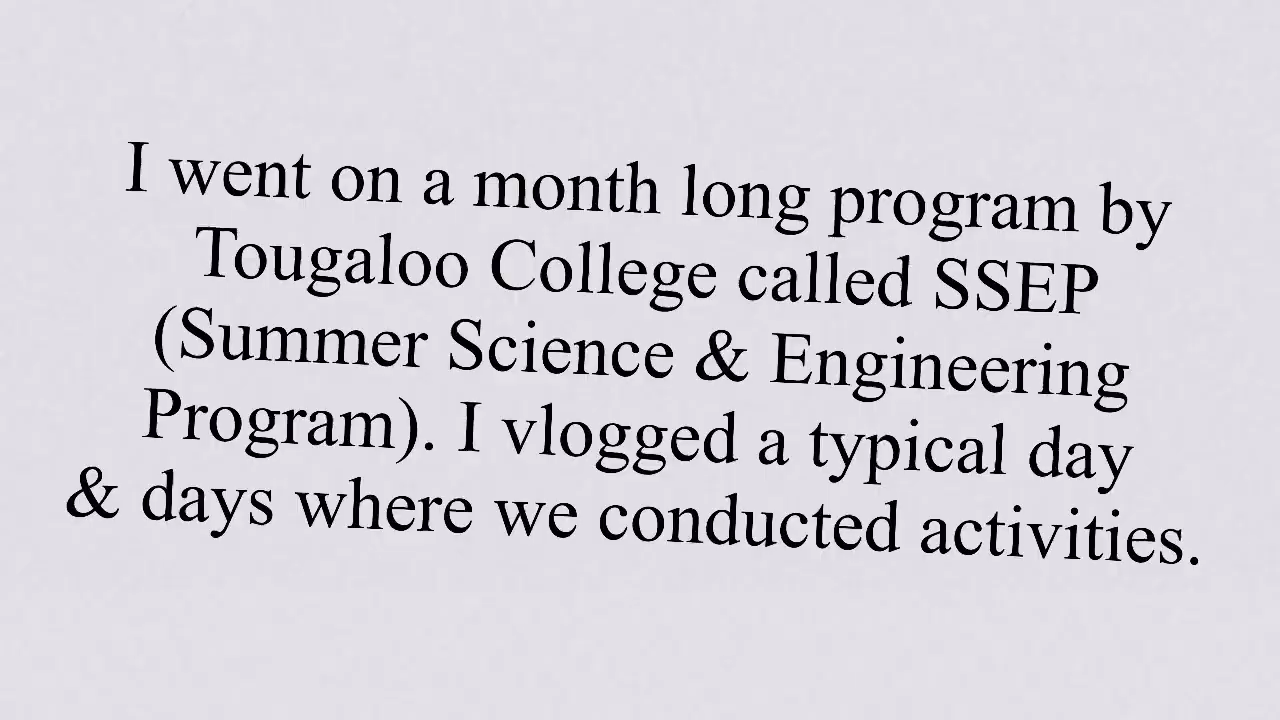 I went on a month long program by
Tougaloo College called SSEP
(Summer Science & Engineering
Program). I vlogged a typical day
& days where we conducted activities.